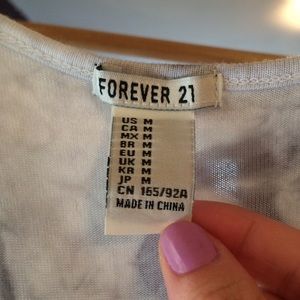 FOREVER 21
US M
CA M
MX M
BR M
EU M
UK M
KR M
JP M
CN 165/92A
MADE IN CHINA